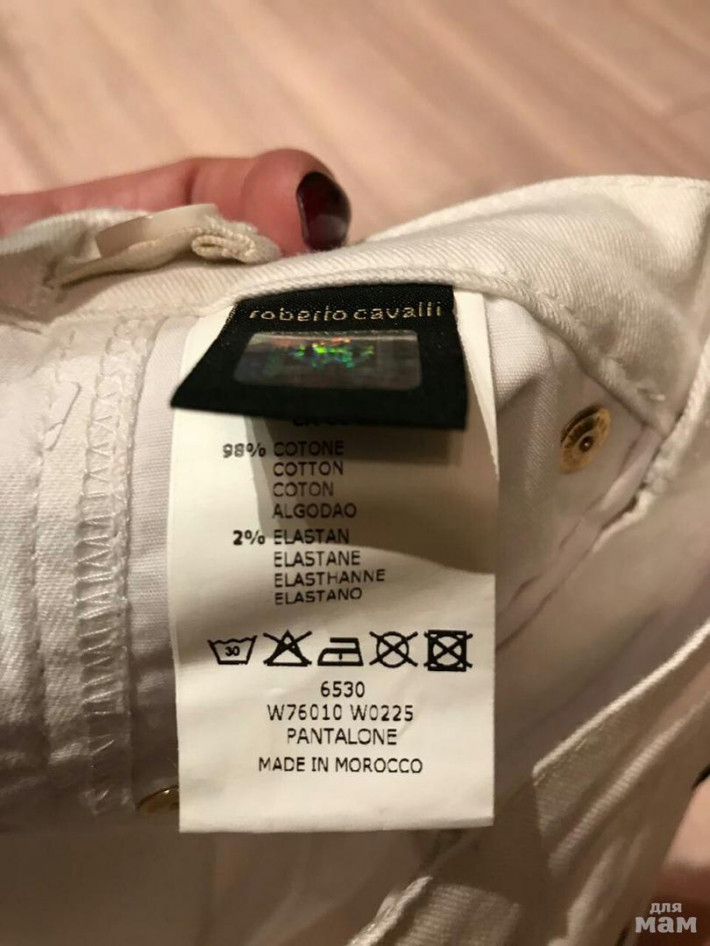 roberto cavalli
98% COTONE
COTTON
COTON
ALGODAO
2% ELASTAN
ELASTANE
ELASTHANNE
ELASTANO
30
6530
W76010 W0225
PANTALONE
MADE IN MOROCCO
для
мам